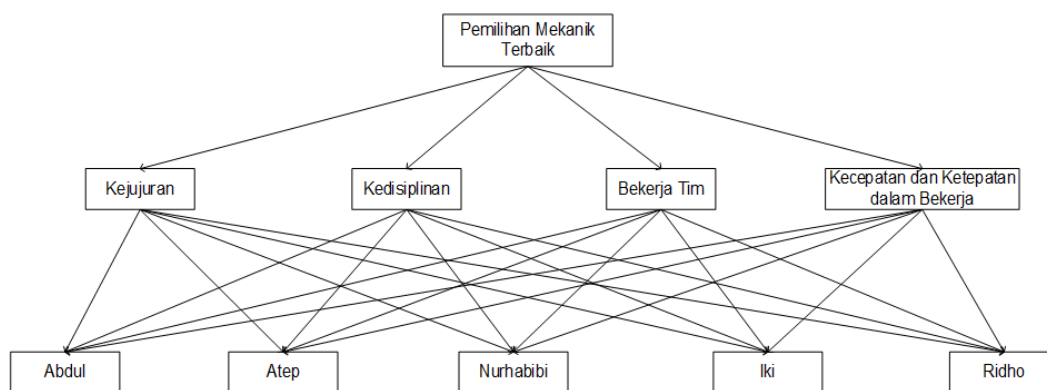 Pemilihan Mekanik
Terbaik
Kejujuran
Kedisiplinan
Bekerja Tim
Kecepatan dan Ketepatan
dalam Bekerja
Abdul
Atep
Nurhabibi
Iki
Ridho